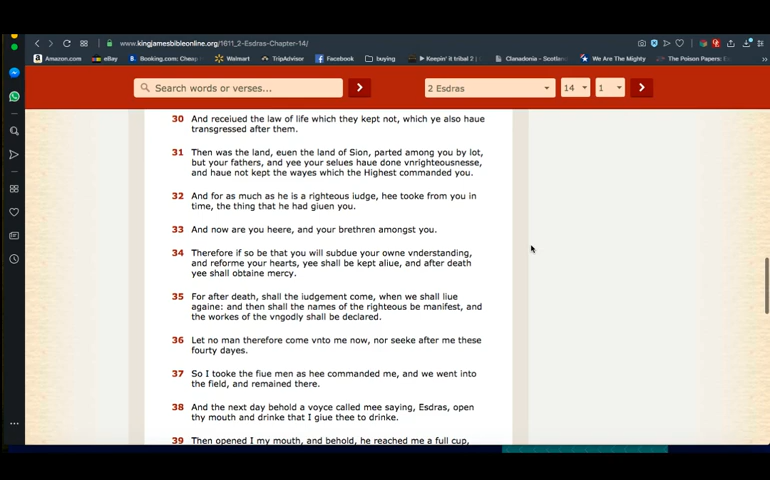 www.kingjamesbibleonline.org/1611_2-Esdras-Chapter-14/
Amazon.com eBay Booking.com: Cheap Walmart TripAdvisor Facebook buying Keepin' it tribal 2 | Clanadonia - Scotlan We Are The Mighty The Poison Papers: E
Search words or verses... 2 Esdras 14 1
30 And receiued the law of life which they kept not, which ye also haue
transgressed after them.
31 Then was the land, euen the land of Sion, parted among you by lot,
but your fathers, and yee your selues haue done vnrighteousnesse,
and haue not kept the wayes which the Highest commanded you.
32 And for as much as he is a righteous iudge, hee tooke from you in
time, the thing that he had giuen you.
33 And now are you heere, and your brethren amongst you.
34 Therefore if so be that you will subdue your owne vnderstanding,
and reforme your hearts, yee shall be kept aliue, and after death
yee shall obtaine mercy.
35 For after death, shall the iudgement come, when we shall liue
againe: and then shall the names of the righteous be manifest, and
the workes of the vngodly shall be declared.
36 Let no man therefore come vnto me now, nor seeke after me these
fourty dayes.
37 So I tooke the fiue men as hee commanded me, and we went into
the field, and remained there.
38 And the next day behold a voyce called mee saying, Esdras, open
thy mouth and drinke that I giue thee to drinke.
39 Then opened I my mouth, and behold, he reached me a full cup,